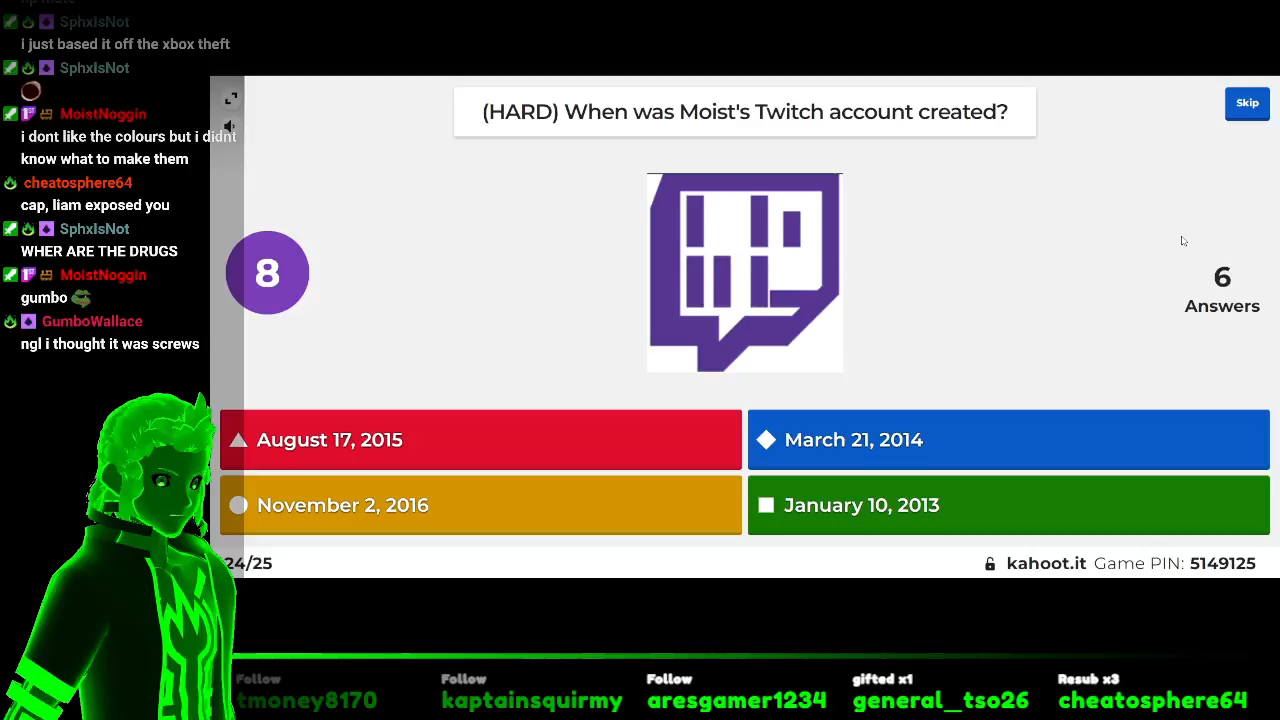 SphxIsNot
i just based it off the xbox theft
SphxIsNot
MoistNoggin
i dont like the colours but i didnt
know what to make them
cheatosphere64
cap, liam exposed you
SphxIsNot
WHER ARE THE DRUGS
MoistNoggin
gumbo
GumboWallace
ngl i thought it was screws
(HARD) When was Moist's Twitch account created?
Skip
8
6
Answers
August 17, 2015
March 21, 2014
November 2, 2016
January 10, 2013
24/25
kahoot.it Game PIN: 5149125
Follow
tmoney8170
Follow
kaptainsquirmy
Follow
aresgamer1234
gifted x1
general_tso26
Resub x3
cheatosphere64